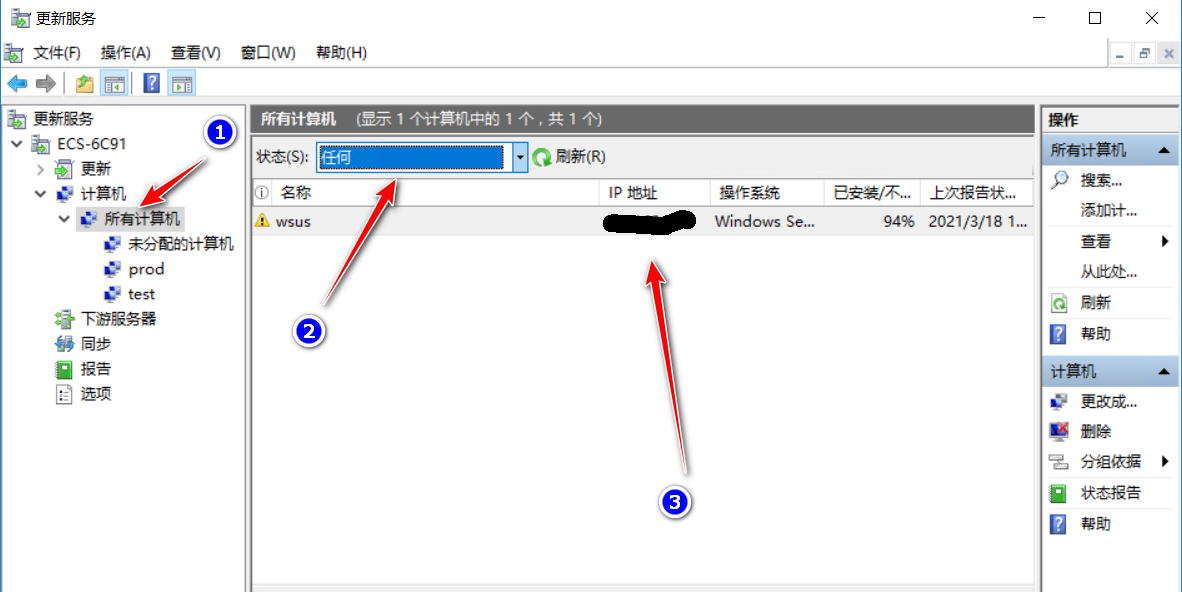 更新服务
文件(F) 操作(A) 查看(V) 窗口(W) 帮助(H)
更新服务
ECS-6C91
更新
计算机
所有计算机
未分配的计算机
prod
test
下游服务器
同步
报告
选项
1
2
3
所有计算机 (显示 1 个计算机中的 1 个，共 1 个)
状态(S): 任何 刷新(R)
名称 IP 地址 操作系统 已安装/不... 上次报告状...
wsus Windows Se... 94% 2021/3/18 1...
操作
所有计算机
搜索...
添加计...
查看
从此处...
刷新
帮助
计算机
更改成...
删除
分组依据
状态报告
帮助